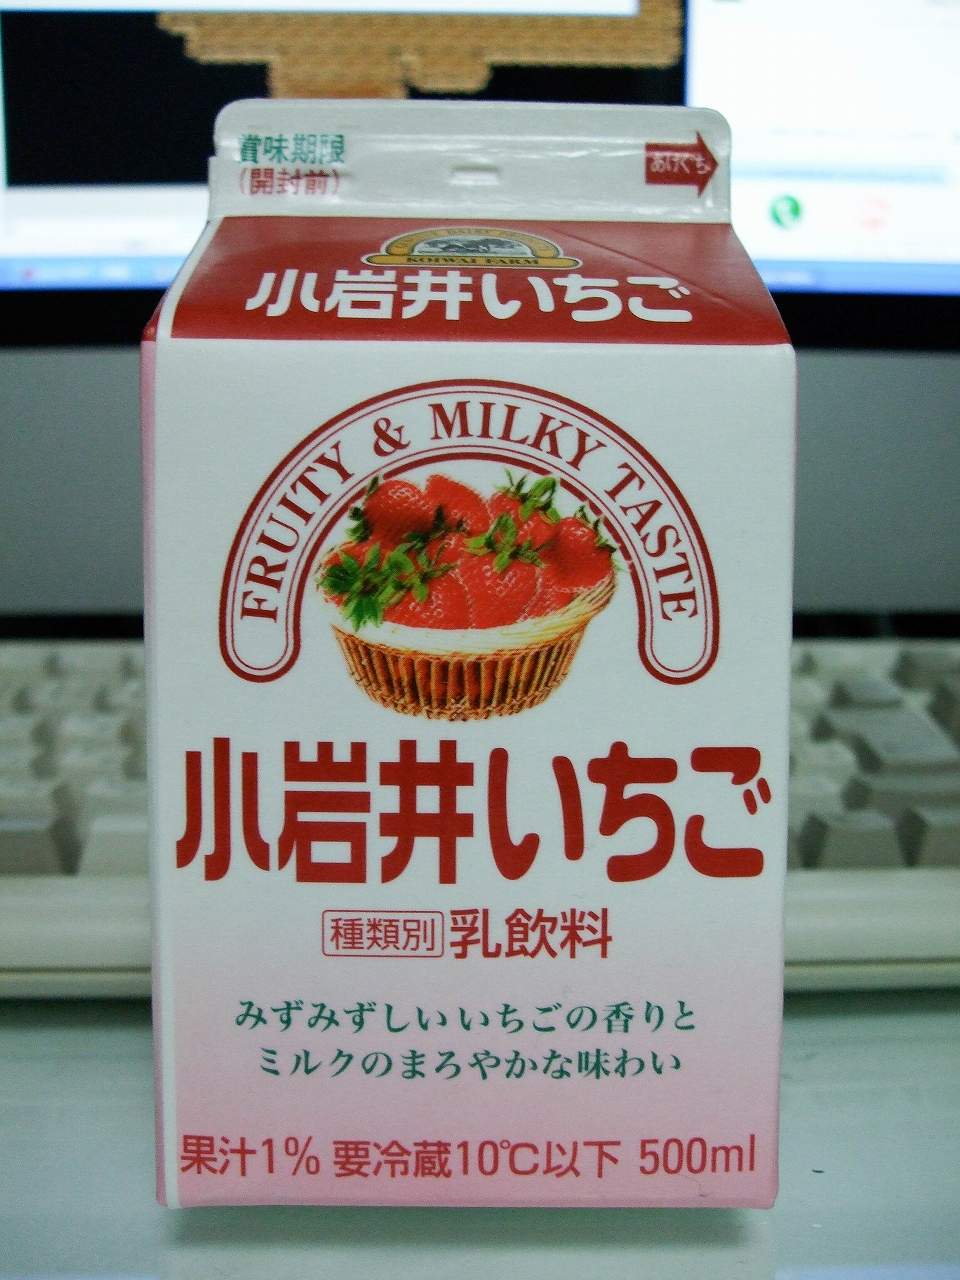 賞味期限
(開封前)
あけぐち
KOIWAI FARM
小岩井いちご
FRUITY & MILKY TASTE
小岩井いちご
種類別 乳飲料
みずみずしいいちごの香りと
ミルクのまろやかな味わい
果汁1% 要冷蔵10℃以下 500ml